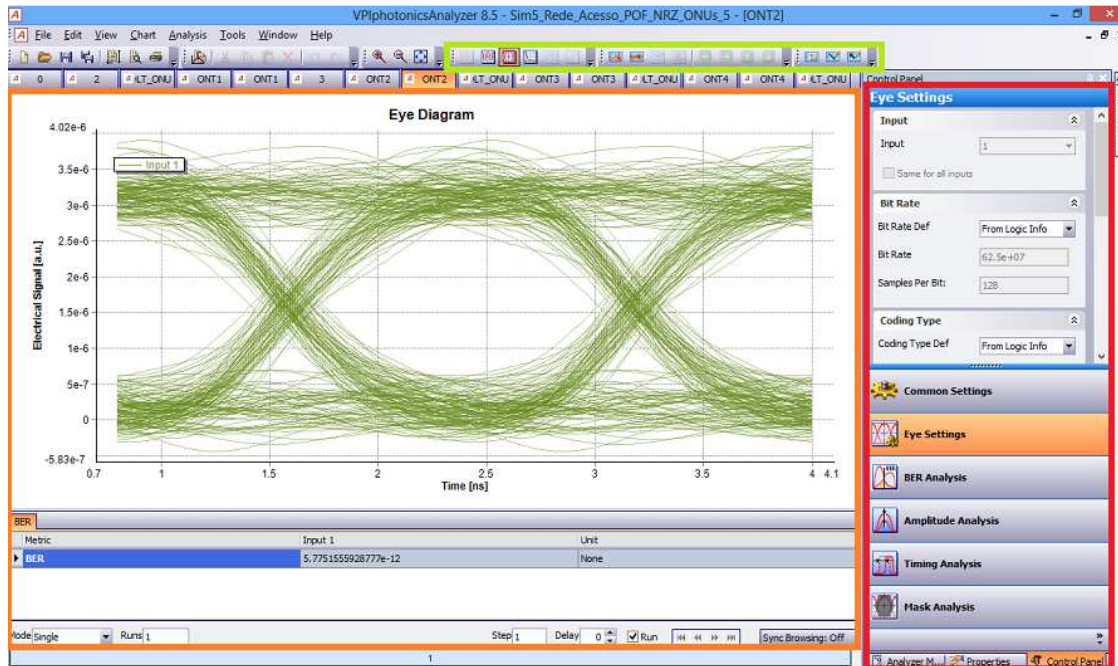 VPIphotonicsAnalyzer 8.5 - Sim5_Rede_Acesso_POF_NRZ_ONUs_5 - [ONT2]
File Edit View Chart Analysis Tools Window Help
0 2 ONT1 ONT1 3 ONT2 ONT2 ONT3 ONT3 ONT4 ONT4
Control Panel
Eye Settings
Input
Input 1
Same for all inputs
Bit Rate
Bit Rate Def From Logic Info
Bit Rate 62.5e+07
Samples Per Bit: 128
Coding Type
Coding Type Def From Logic Info
Common Settings
Eye Settings
BER Analysis
Amplitude Analysis
Timing Analysis
Mask Analysis
Analyzer M... Properties Control Panel
Eye Diagram
Input 1
Electrical Signal [a.u.]
4.02e-6
3.5e-6
3e-6
2.5e-6
2e-6
1.5e-6
1e-6
5e-7
0
-5.83e-7
0.7 1 1.5 2 2.5 3 3.5 4 4.1
Time [ns]
BER
Metric Input 1 Unit
BER 5.7751555928777e-12 None
Mode Single Runs 1 Step 1 Delay 0 Run Sync Browsing: Off
1